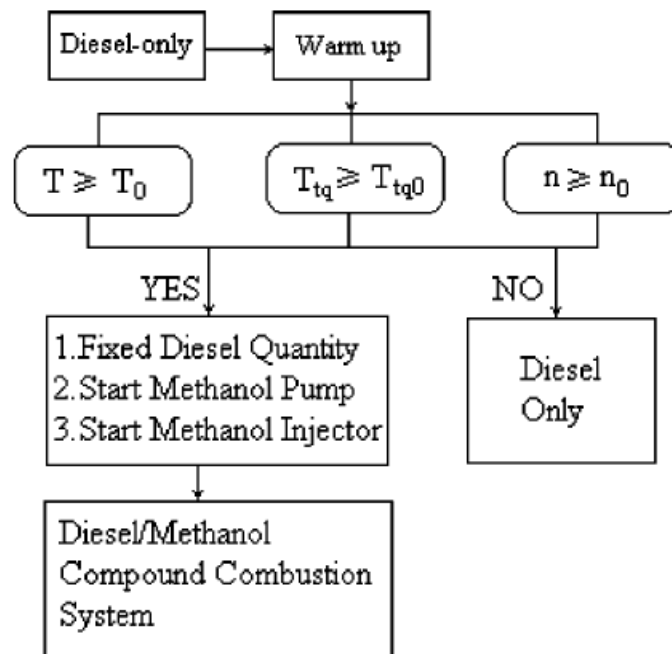 Diesel-only
Warm up
T ⩾ T₀
Tₜq ⩾ Tₜq₀
n ⩾ n₀
YES
NO
1.Fixed Diesel Quantity
2.Start Methanol Pump
3.Start Methanol Injector
Diesel
Only
Diesel/Methanol
Compound Combustion
System